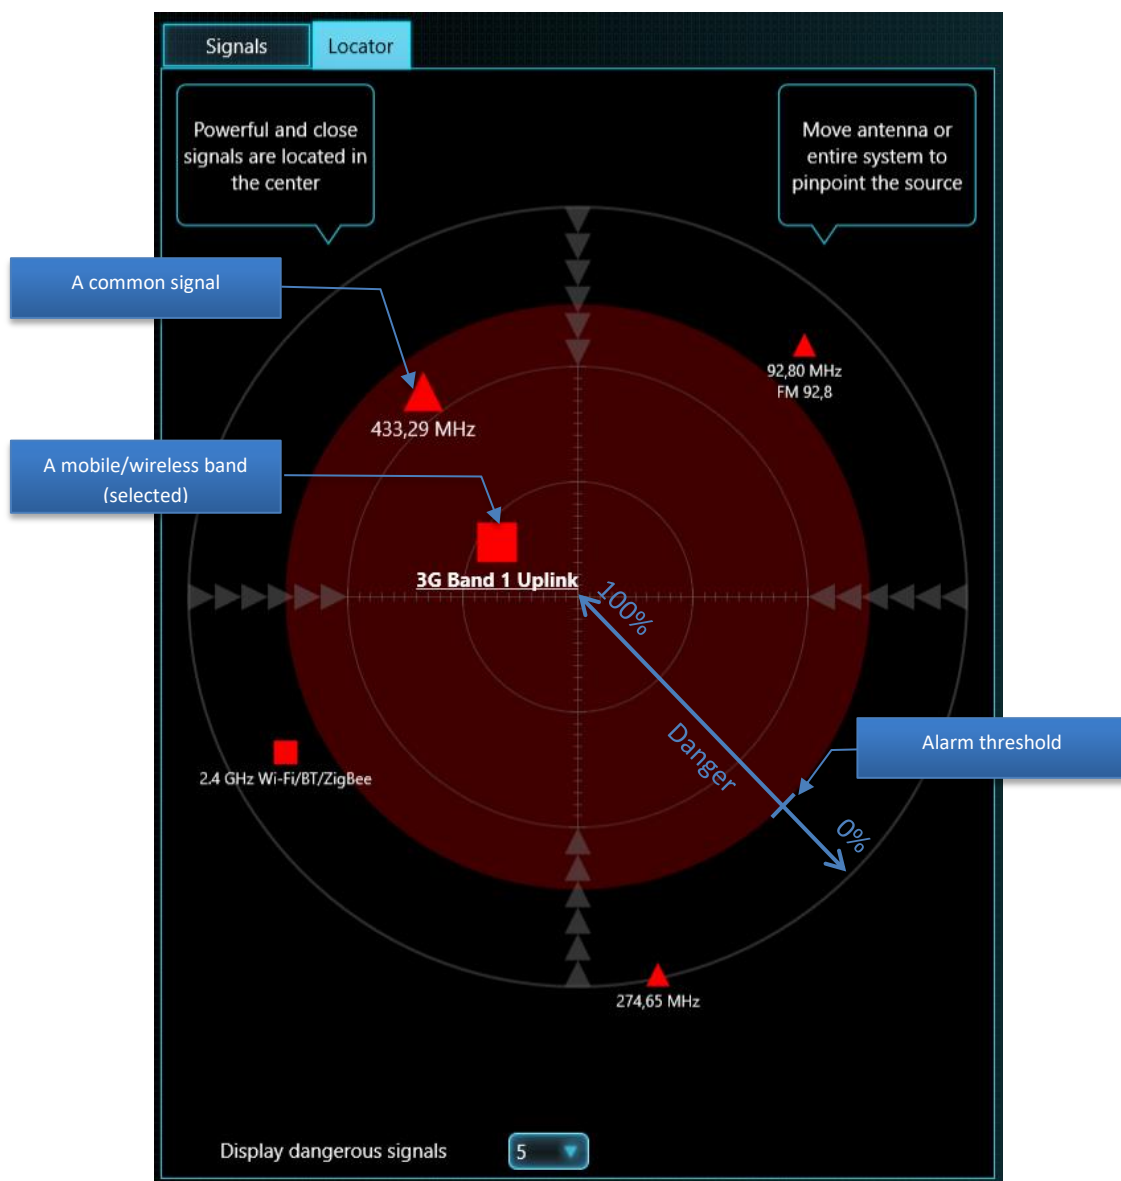 Signals
Locator
Powerful and close
signals are located in
the center
Move antenna or
entire system to
pinpoint the source
A common signal
92,80 MHz
FM 92,8
433,29 MHz
A mobile/wireless band
(selected)
3G Band 1 Uplink
100%
Danger
Alarm threshold
2.4 GHz Wi-Fi/BT/ZigBee
0%
274,65 MHz
Display dangerous signals
5